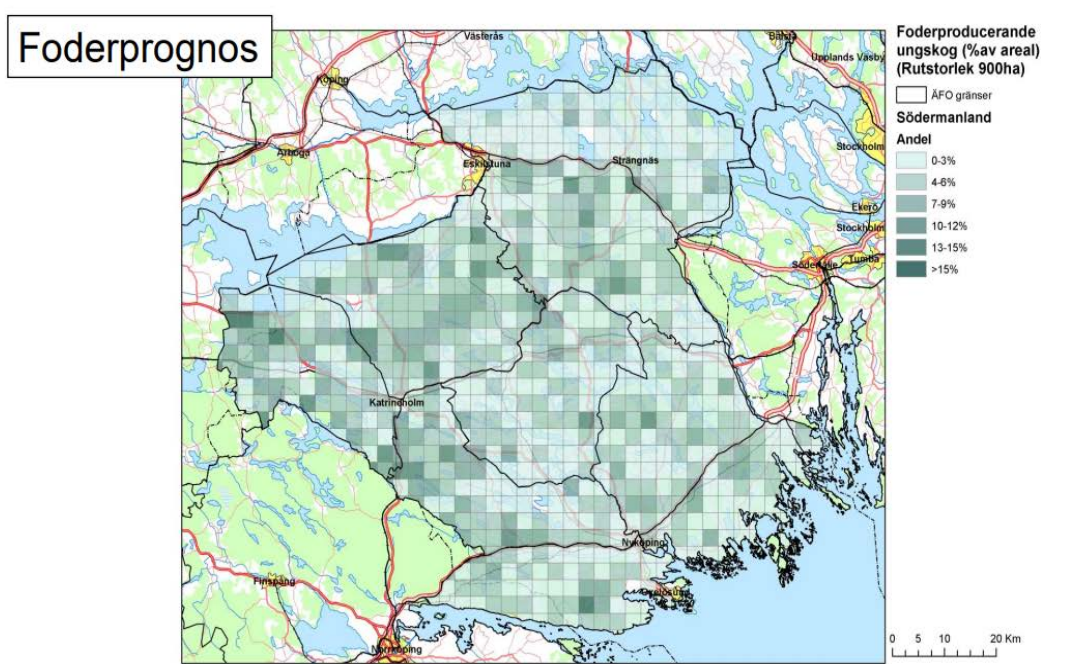 Foderprognos
Västerås
Bålsta
Upplands Väsby
Köping
Arboga
Eskilstuna
Strängnäs
Stockholm
Ekerö
Stockholm
Södertälje
Tumba
Katrineholm
Nyköping
Oxelösund
Finspång
Norrköping
Foderproducerande
ungskog (%av areal)
(Rutstorlek 900ha)
ÄFO gränser
Södermanland
Andel
0-3%
4-6%
7-9%
10-12%
13-15%
>15%
0 5 10 20 Km